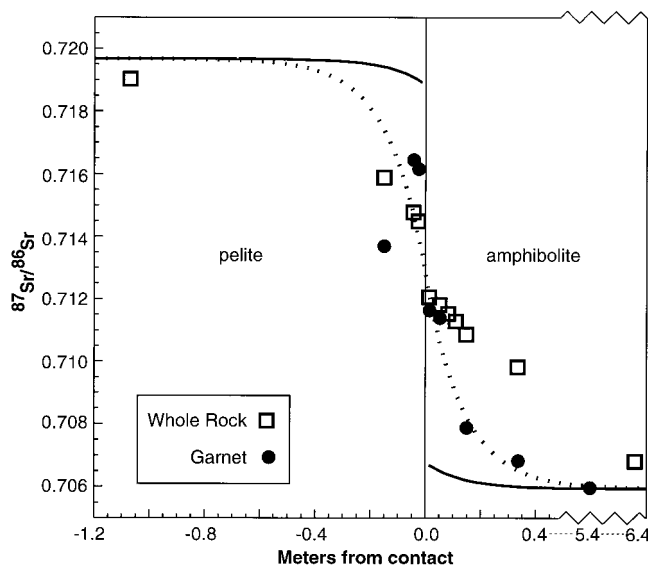 0.720
0.718
0.716
0.714
0.712
0.710
0.708
0.706
87Sr/86Sr
pelite
amphibolite
Whole Rock
Garnet
-1.2 -0.8 -0.4 0.0 0.4 5.4 6.4
Meters from contact